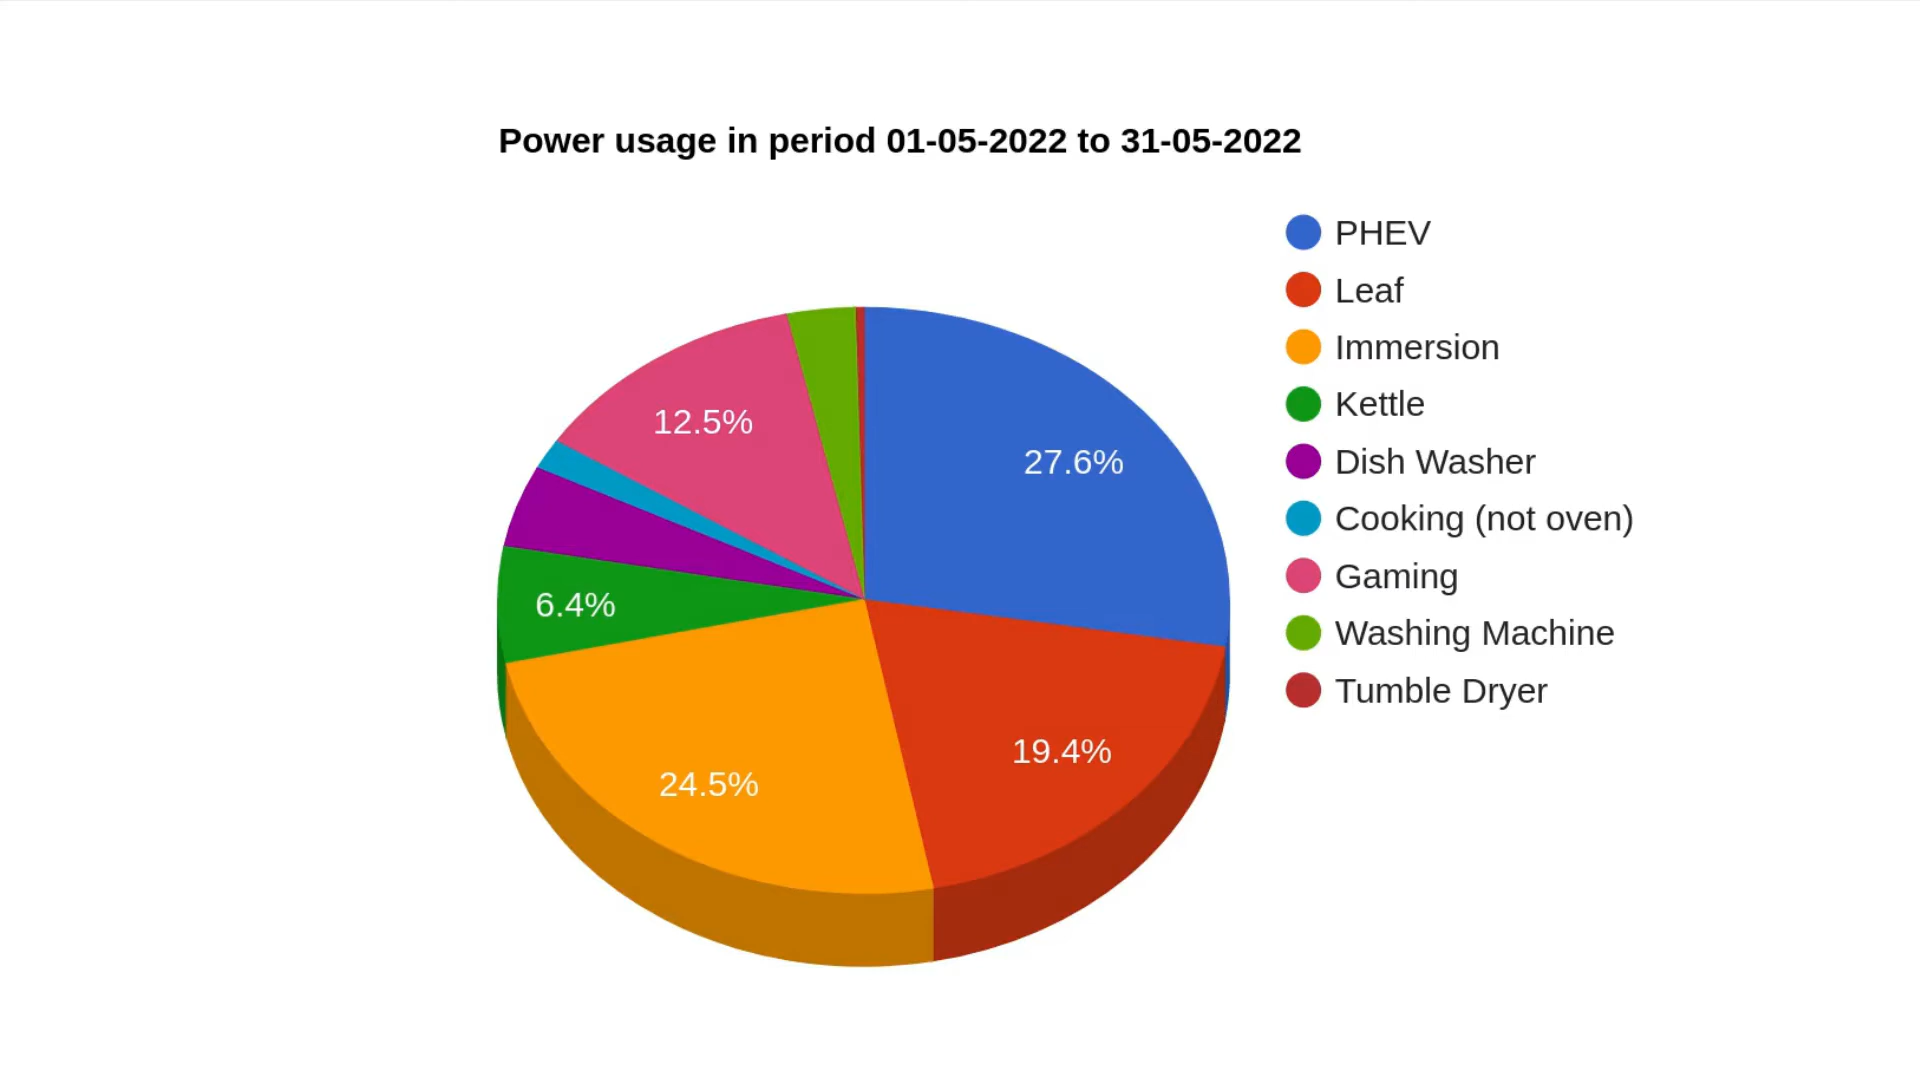 Power usage in period 01-05-2022 to 31-05-2022
PHEV
Leaf
Immersion
Kettle
Dish Washer
Cooking (not oven)
Gaming
Washing Machine
Tumble Dryer
12.5%
27.6%
6.4%
19.4%
24.5%